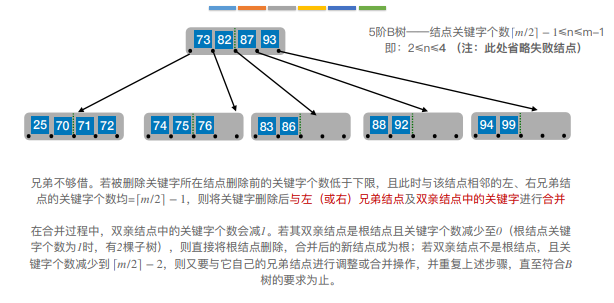 5阶B树——结点关键字个数⌈m/2⌉ − 1≤n≤m−1
即：2≤n≤4 （注：此处省略失败结点）
73 82 87 93
25 70 71 72 74 75 76 83 86 88 92 94 99
兄弟不够借。若被删除关键字所在结点删除前的关键字个数低于下限，且此时与该结点相邻的左、右兄弟结
点的关键字个数均=⌈m/2⌉ − 1，则将关键字删除后与左（或右）兄弟结点及双亲结点中的关键字进行合并
在合并过程中，双亲结点中的关键字个数会减1。若其双亲结点是根结点且关键字个数减少至0（根结点关键
字个数为1时，有2棵子树），则直接将根结点删除，合并后的新结点成为根；若双亲结点不是根结点，且关
键字个数减少到 ⌈m/2⌉ − 2，则又要与它自己的兄弟结点进行调整或合并操作，并重复上述步骤，直至符合B
树的要求为止。